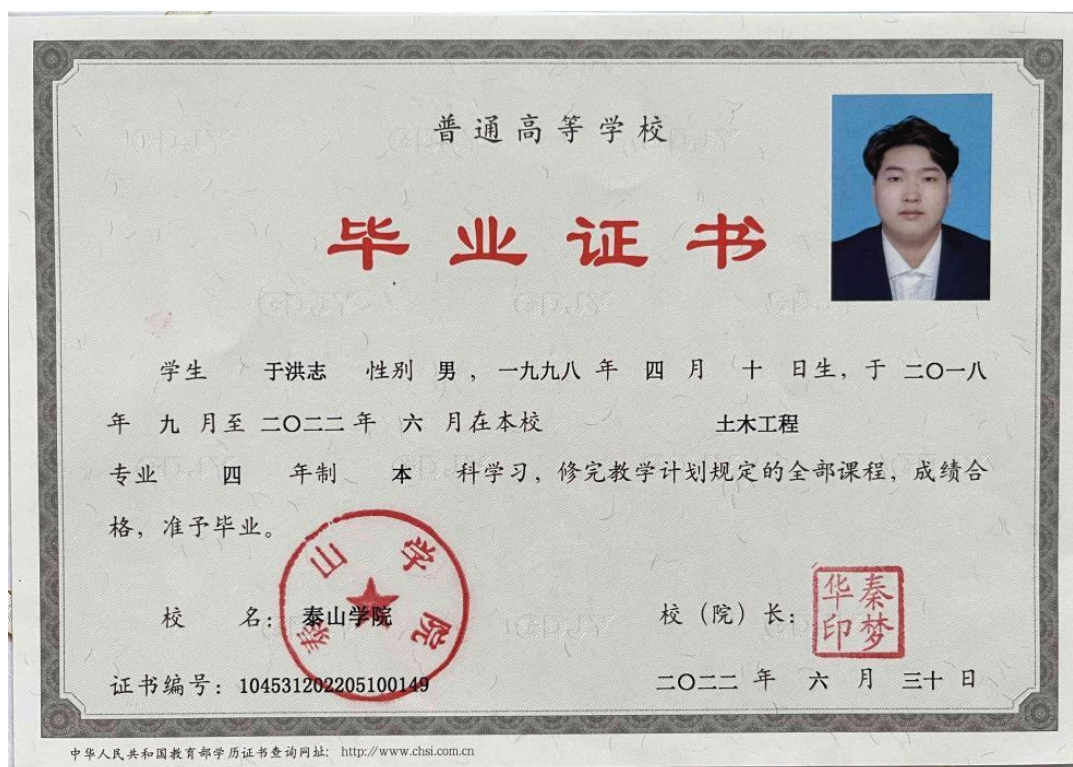 普通高等学校
毕业证书
学生 于洪志 性别 男，一九九八 年 四 月 十 日生，于 二〇一八
年 九 月至 二〇二二 年 六 月在本校 土木工程
专业 四 年制 本 科学习，修完教学计划规定的全部课程，成绩合
格，准予毕业。
泰山学院
校 名：泰山学院 校（院）长：
秦梦华印
证书编号：104531202205100149 二〇二二 年 六 月 三十 日
中华人民共和国教育部学历证书查询网址：http://www.chsi.com.cn